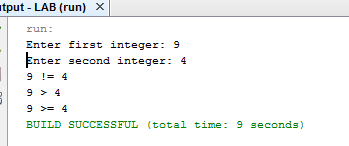 tput - LAB (run) X
run:
Enter first integer: 9
Enter second integer: 4
9 != 4
9 > 4
9 >= 4
BUILD SUCCESSFUL (total time: 9 seconds)